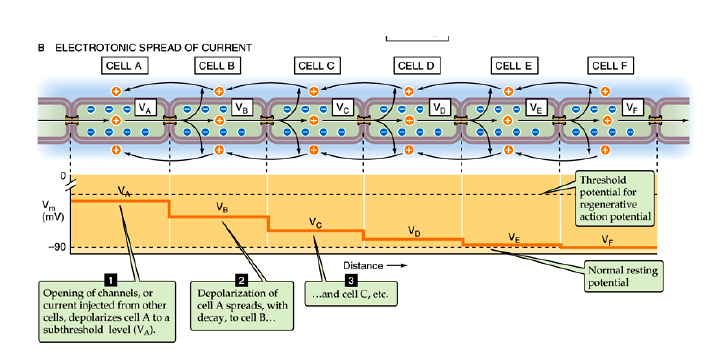 B ELECTROTONIC SPREAD OF CURRENT
CELL A CELL B CELL C CELL D CELL E CELL F
VA VB VC VD VE VF
0
Vm
(mV)
–90
VA
VB
VC
VD
VE
VF
Threshold
potential for
regenerative
action potential
Distance
Normal resting
potential
1
Opening of channels, or
current injected from other
cells, depolarizes cell A to a
subthreshold level (VA).
2
Depolarization of
cell A spreads, with
decay, to cell B…
3
…and cell C, etc.